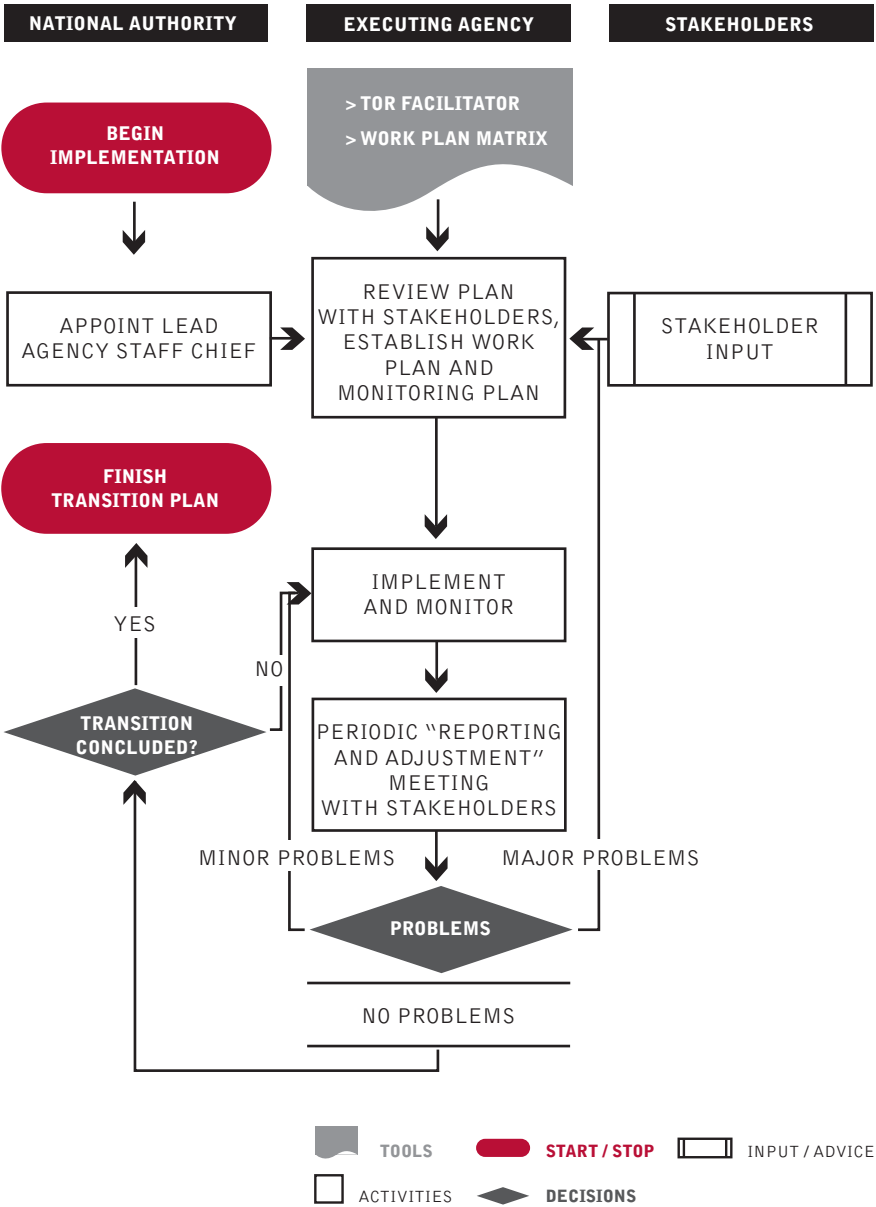 NATIONAL AUTHORITY
EXECUTING AGENCY
STAKEHOLDERS
> TOR FACILITATOR
> WORK PLAN MATRIX
BEGIN
IMPLEMENTATION
APPOINT LEAD
AGENCY STAFF CHIEF
REVIEW PLAN
WITH STAKEHOLDERS,
ESTABLISH WORK
PLAN AND
MONITORING PLAN
STAKEHOLDER
INPUT
FINISH
TRANSITION PLAN
IMPLEMENT
AND MONITOR
YES
NO
TRANSITION
CONCLUDED?
PERIODIC “REPORTING
AND ADJUSTMENT”
MEETING
WITH STAKEHOLDERS
MINOR PROBLEMS
MAJOR PROBLEMS
PROBLEMS
NO PROBLEMS
TOOLS
START / STOP
INPUT / ADVICE
ACTIVITIES
DECISIONS